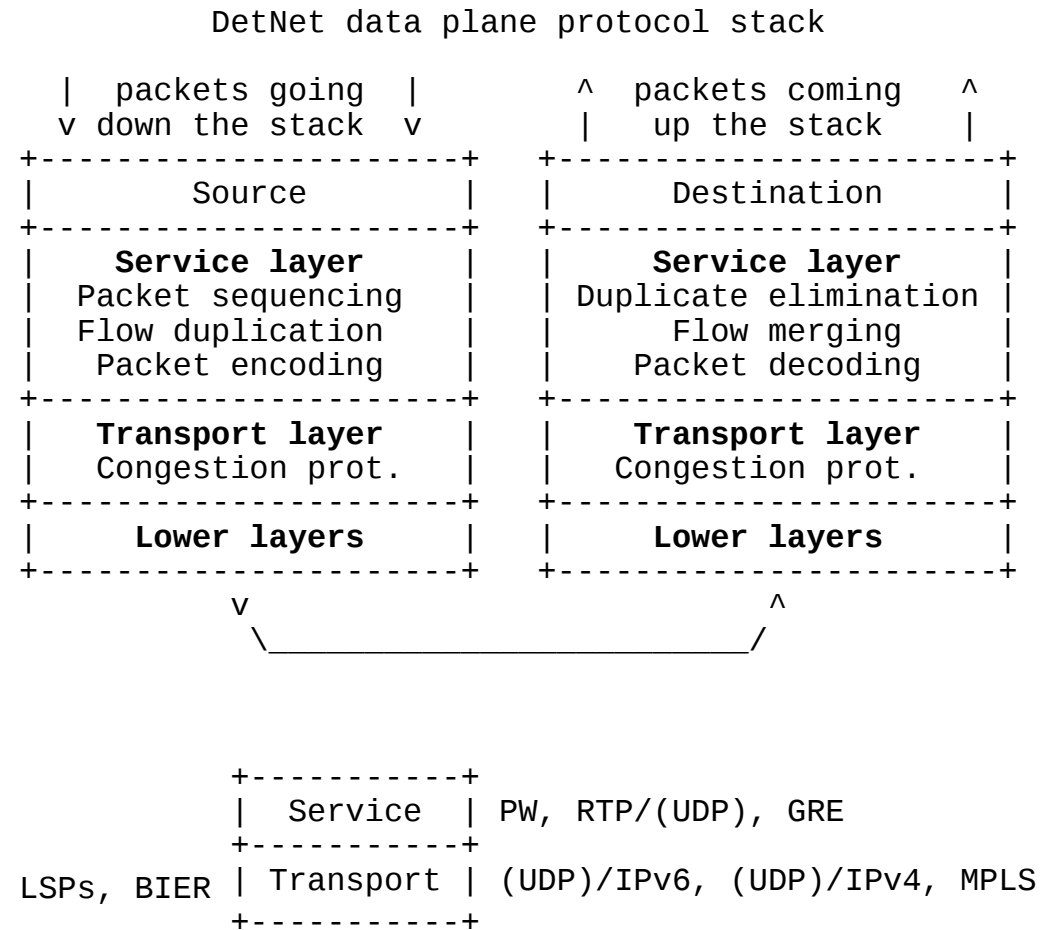 DetNet data plane protocol stack
| packets going | ^ packets coming ^
v down the stack v | up the stack |
+----------------------+ +-----------------------+
| Source | | Destination |
+----------------------+ +-----------------------+
| Service layer | | Service layer |
| Packet sequencing | | Duplicate elimination |
| Flow duplication | | Flow merging |
| Packet encoding | | Packet decoding |
+----------------------+ +-----------------------+
| Transport layer | | Transport layer |
| Congestion prot. | | Congestion prot. |
+----------------------+ +-----------------------+
| Lower layers | | Lower layers |
+----------------------+ +-----------------------+
v ^
\_________________________/
+-----------+
| Service | PW, RTP/(UDP), GRE
+-----------+
LSPs, BIER | Transport | (UDP)/IPv6, (UDP)/IPv4, MPLS
+-----------+